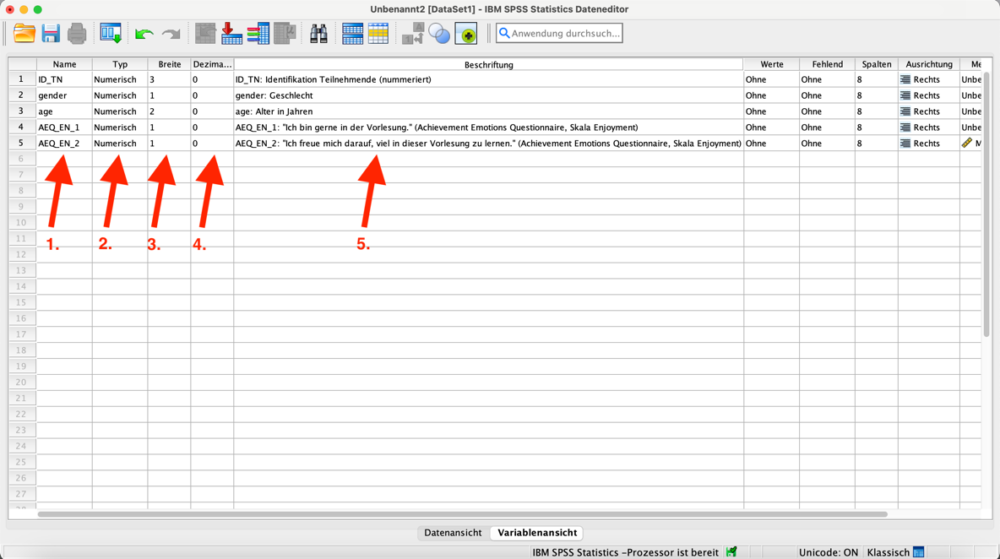 Unbenannt2 [DataSet1] - IBM SPSS Statistics Dateneditor
Anwendung durchsuch...
Name Typ Breite Dezima... Beschriftung Werte Fehlend Spalten Ausrichtung Me
1 ID_TN Numerisch 3 0 ID_TN: Identifikation Teilnehmende (nummeriert) Ohne Ohne 8 Rechts Unbe
2 gender Numerisch 1 0 gender: Geschlecht Ohne Ohne 8 Rechts Unbe
3 age Numerisch 2 0 age: Alter in Jahren Ohne Ohne 8 Rechts Unbe
4 AEQ_EN_1 Numerisch 1 0 AEQ_EN_1: "Ich bin gerne in der Vorlesung." (Achievement Emotions Questionnaire, Skala Enjoyment) Ohne Ohne 8 Rechts Unbe
5 AEQ_EN_2 Numerisch 1 0 AEQ_EN_2: "Ich freue mich darauf, viel in dieser Vorlesung zu lernen." (Achievement Emotions Questionnaire, Skala Enjoyment) Ohne Ohne 8 Rechts M
6
7
8
9
10
11
1. 2. 3. 4. 5.
12
13
14
15
16
17
18
19
20
21
22
23
24
25
26
27
Datenansicht Variablenansicht
IBM SPSS Statistics -Prozessor ist bereit Unicode: ON Klassisch